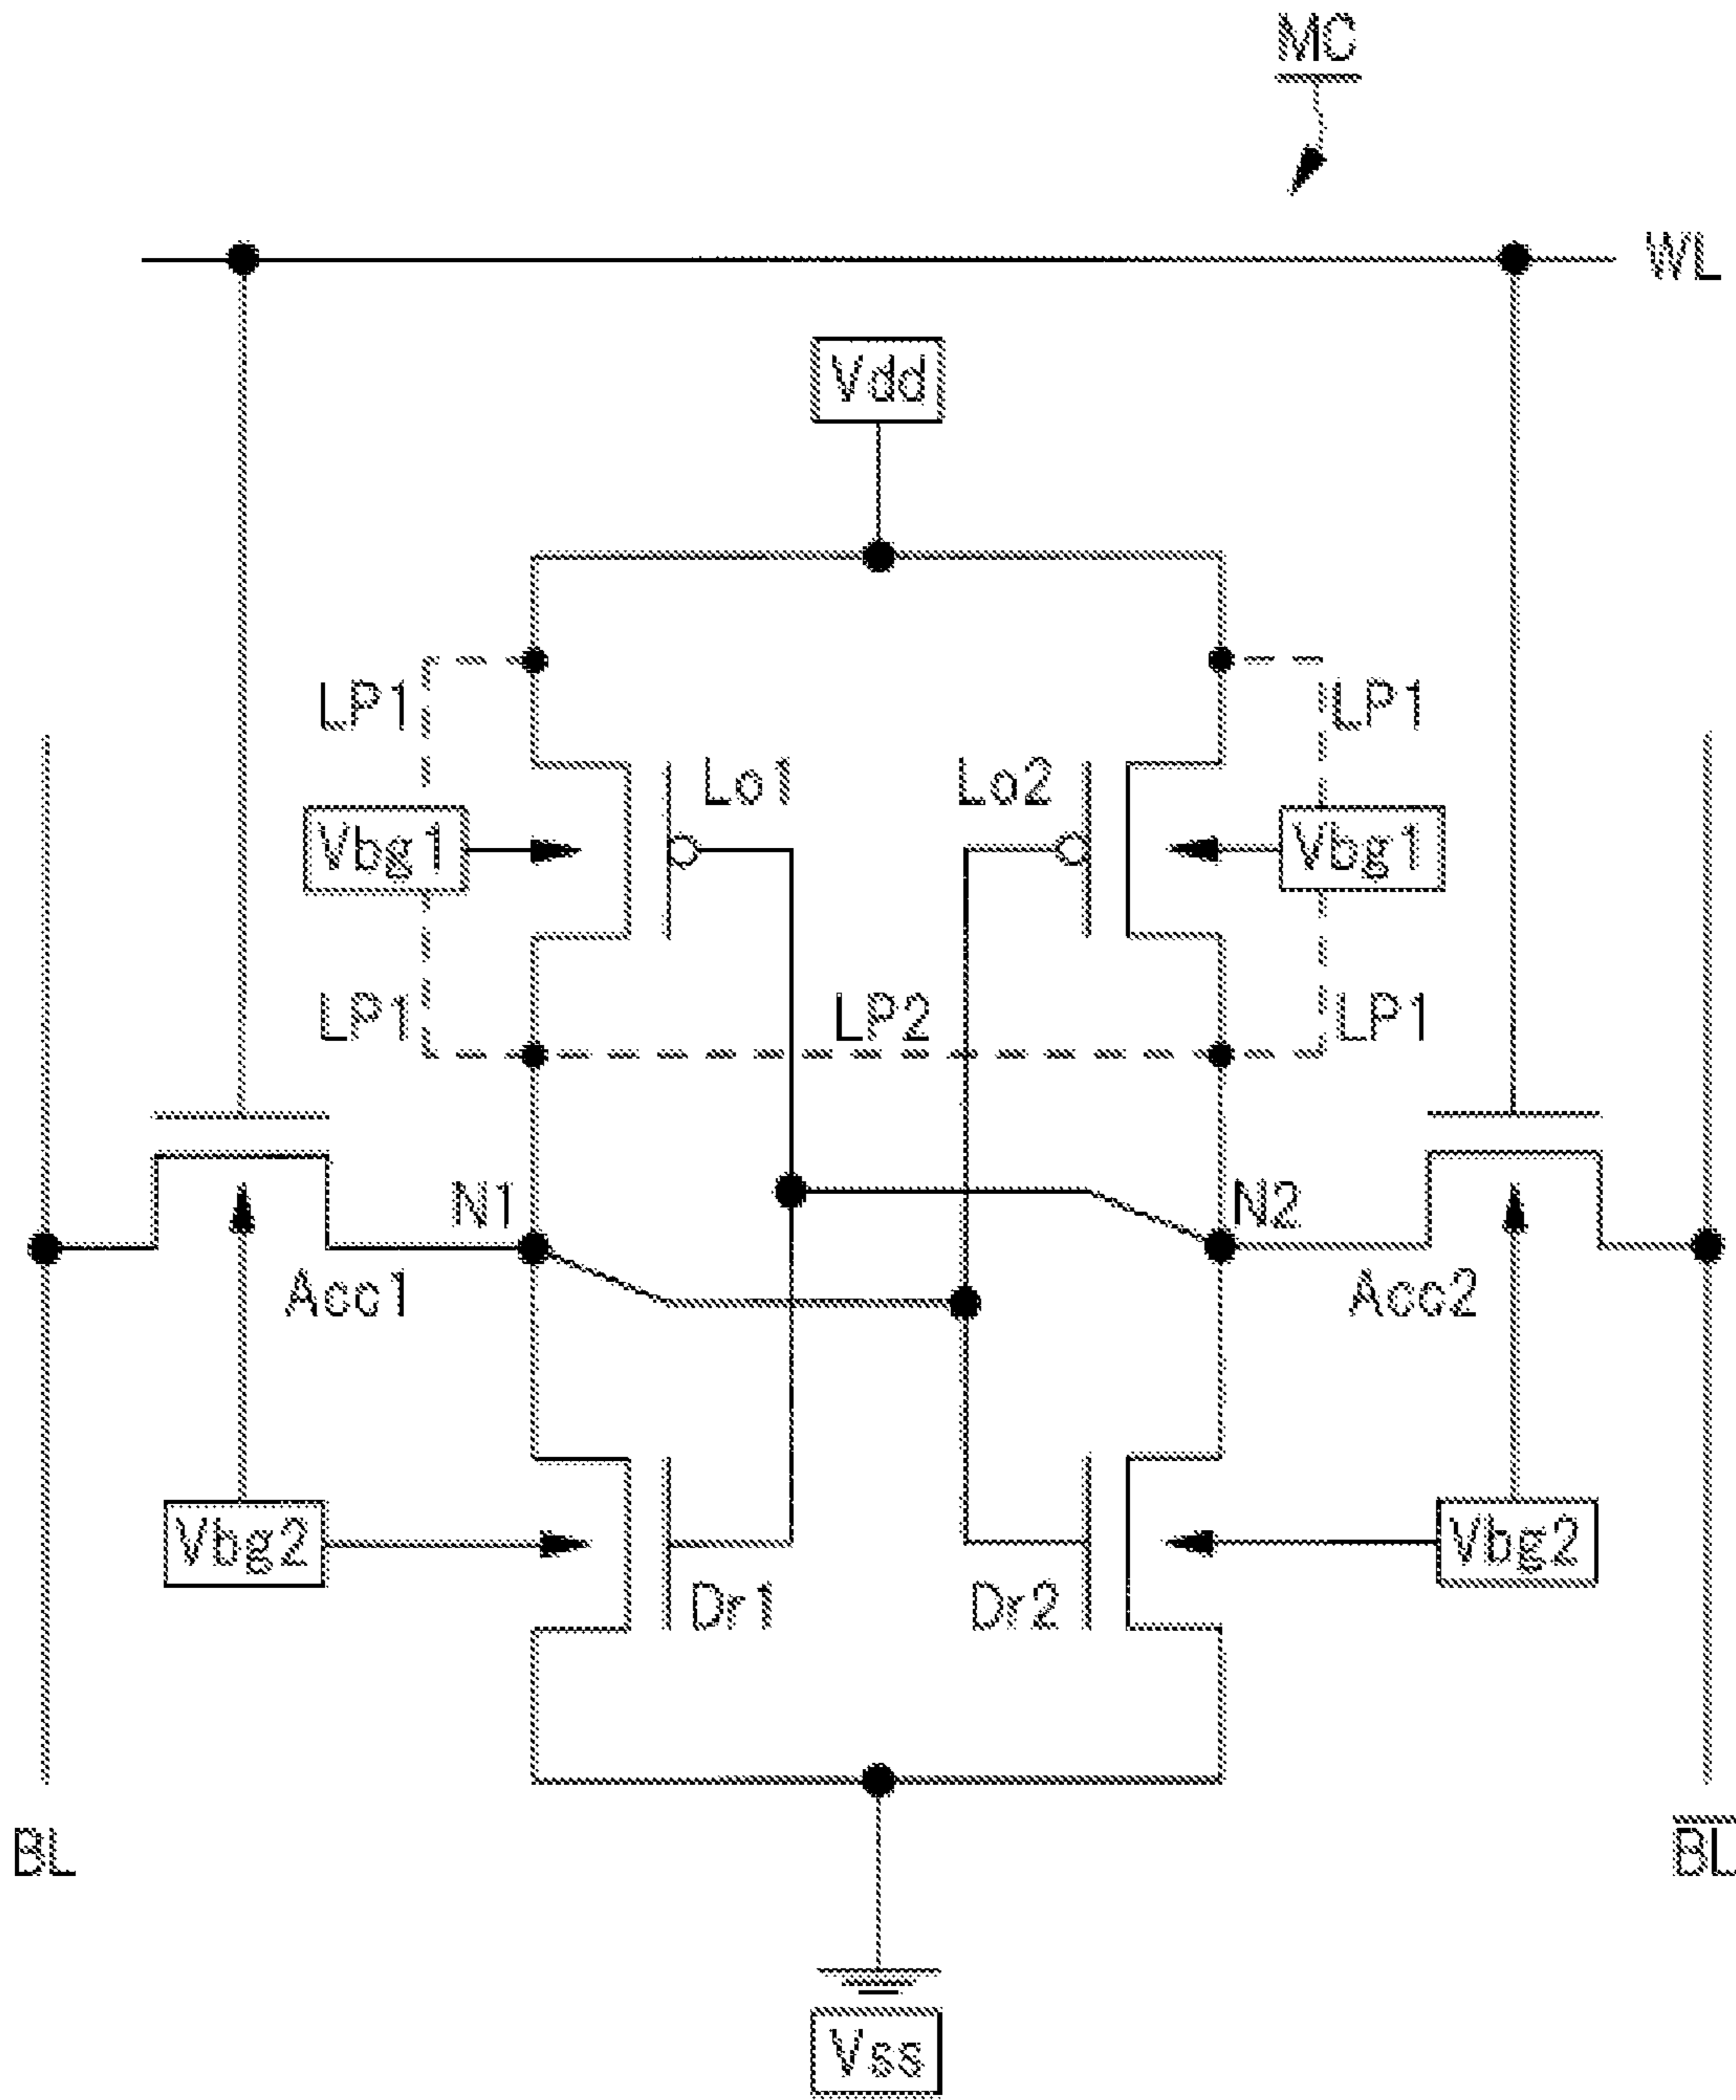 MC
WL
Vdd
LP1
LP1
Lo1
Lo2
Vbg1
Vbg1
LP1
LP2
LP1
N1
N2
Acc1
Acc2
Vbg2
Vbg2
Dr1
Dr2
BL
B̅L̅
Vss